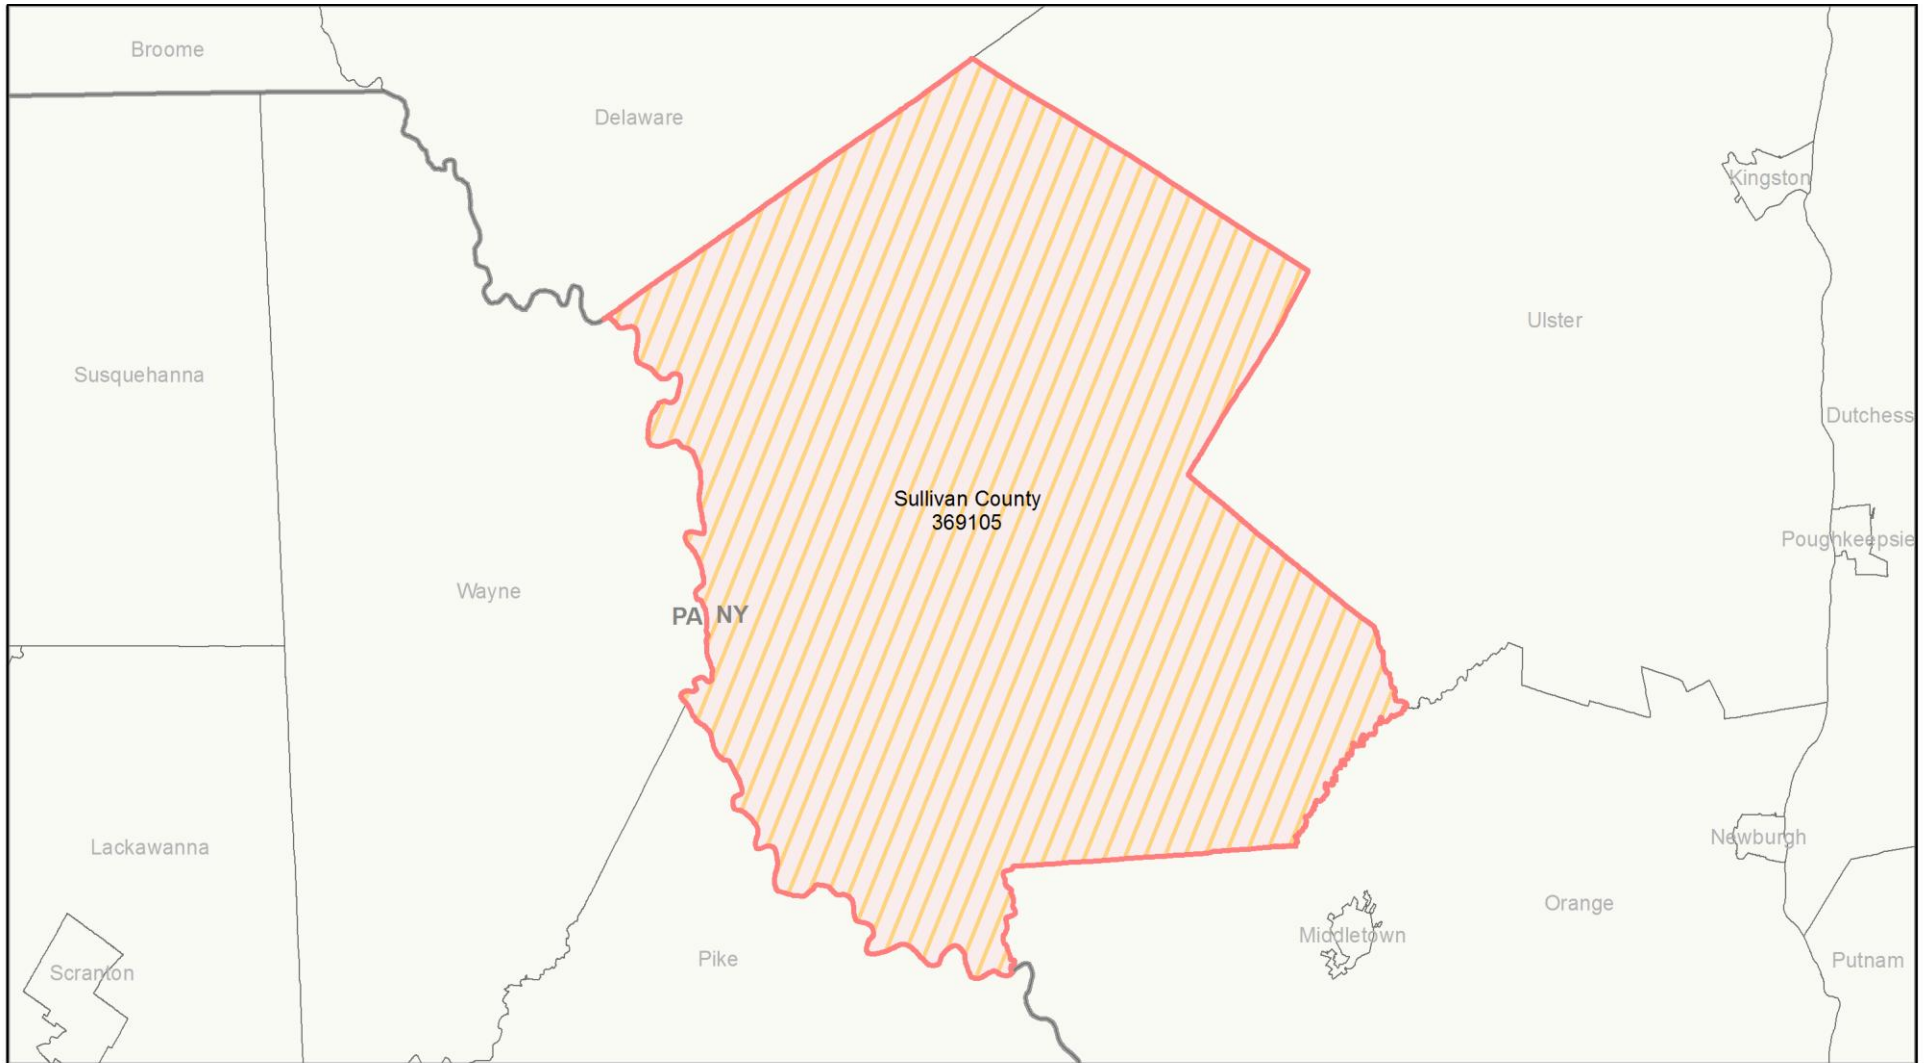 Broome
Delaware
Kingston
Ulster
Susquehanna
Dutchess
Sullivan County
369105
Poughkeepsie
Wayne
PA NY
Newburgh
Lackawanna
Orange
Middletown
Pike
Putnam
Scranton